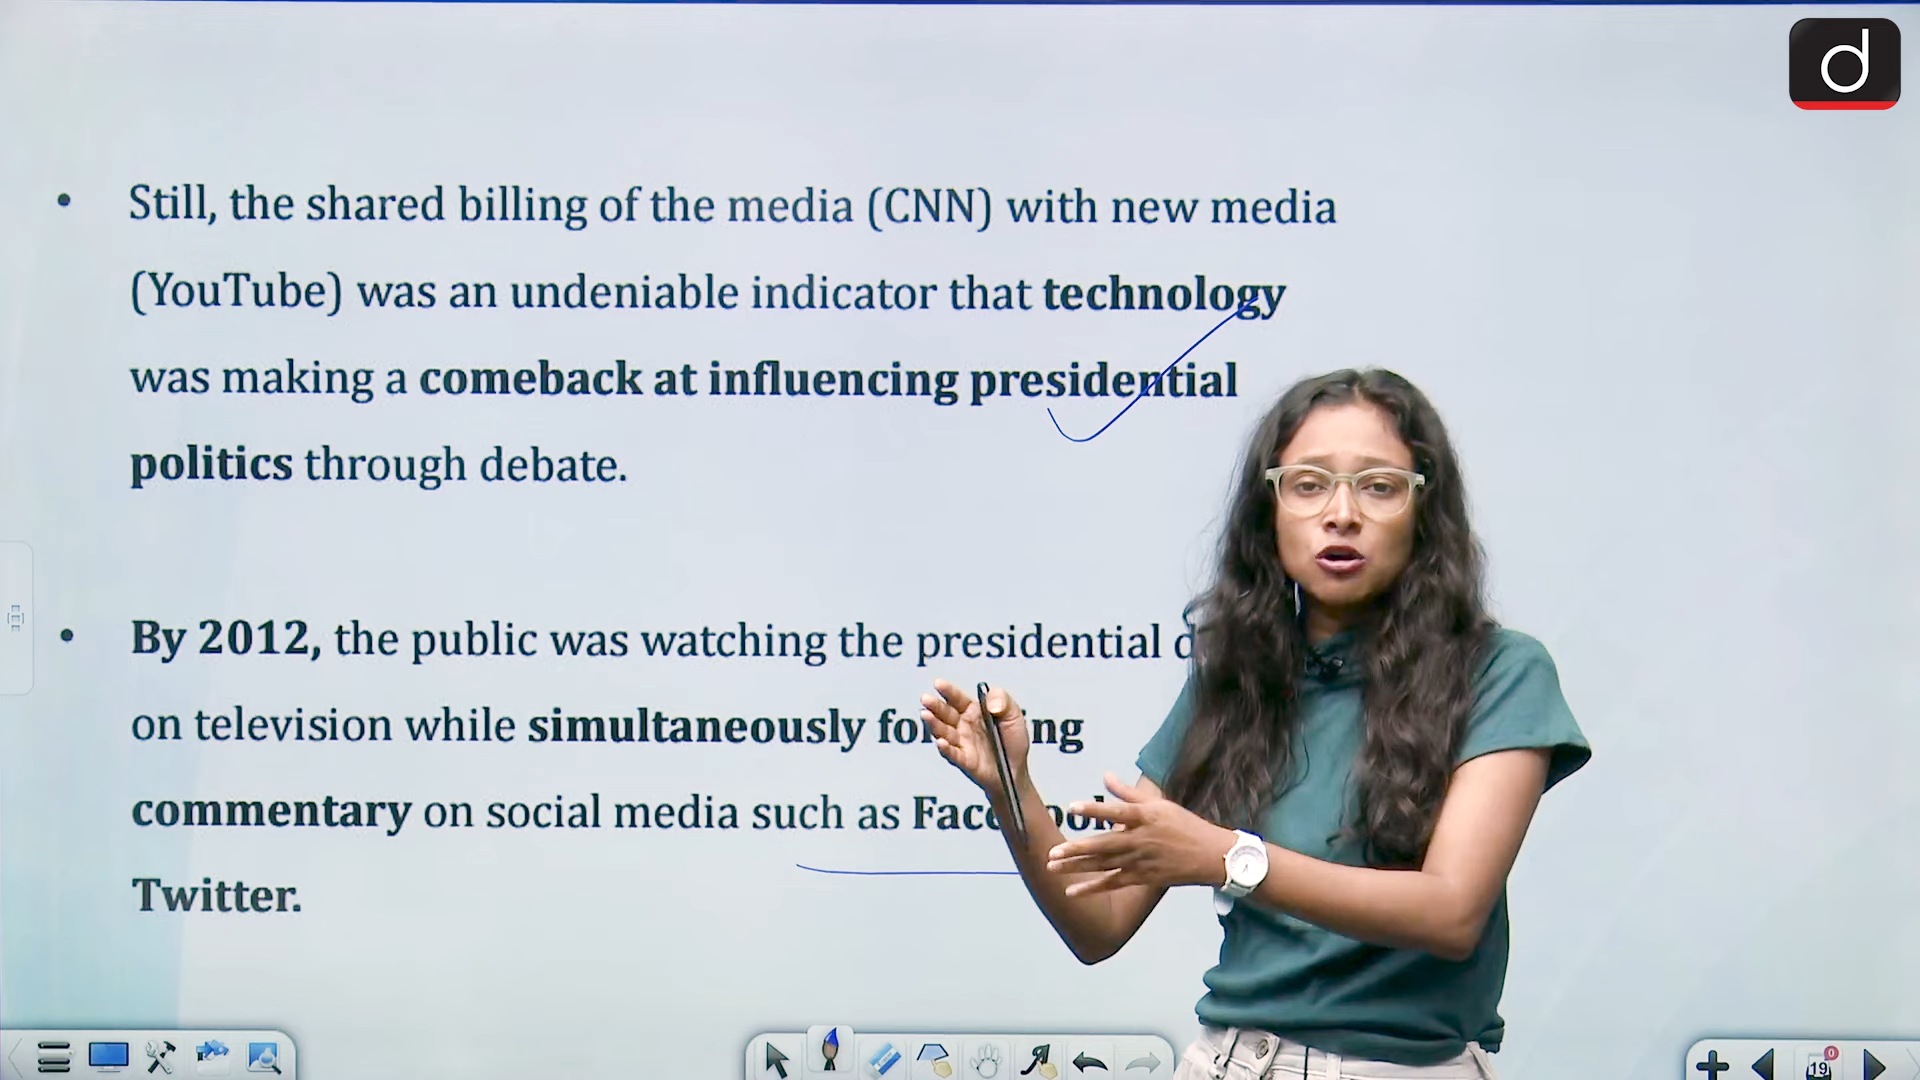 d
Still, the shared billing of the media (CNN) with new media
(YouTube) was an undeniable indicator that technology
was making a comeback at influencing presidential
politics through debate.
By 2012, the public was watching the presidential
on television while simultaneously
commentary on social media such as
Twitter.
19
0